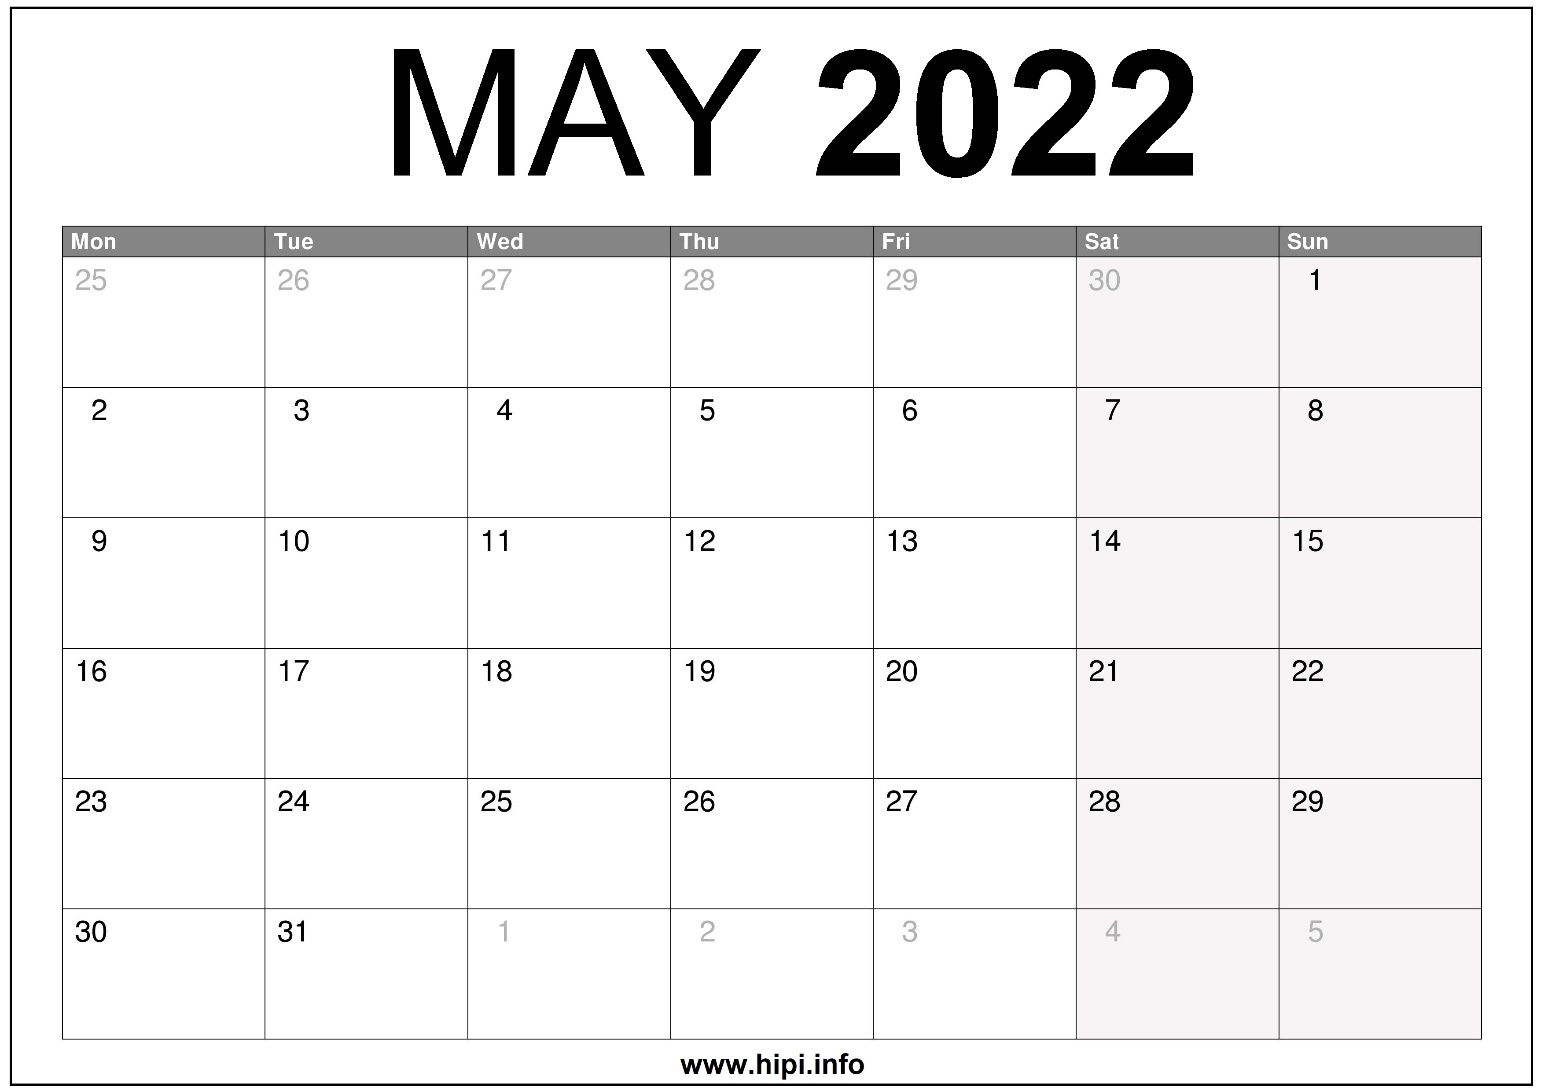 MAY 2022
Mon Tue Wed Thu Fri Sat Sun
25 26 27 28 29 30 1
2 3 4 5 6 7 8
9 10 11 12 13 14 15
16 17 18 19 20 21 22
23 24 25 26 27 28 29
30 31 1 2 3 4 5
www.hipi.info